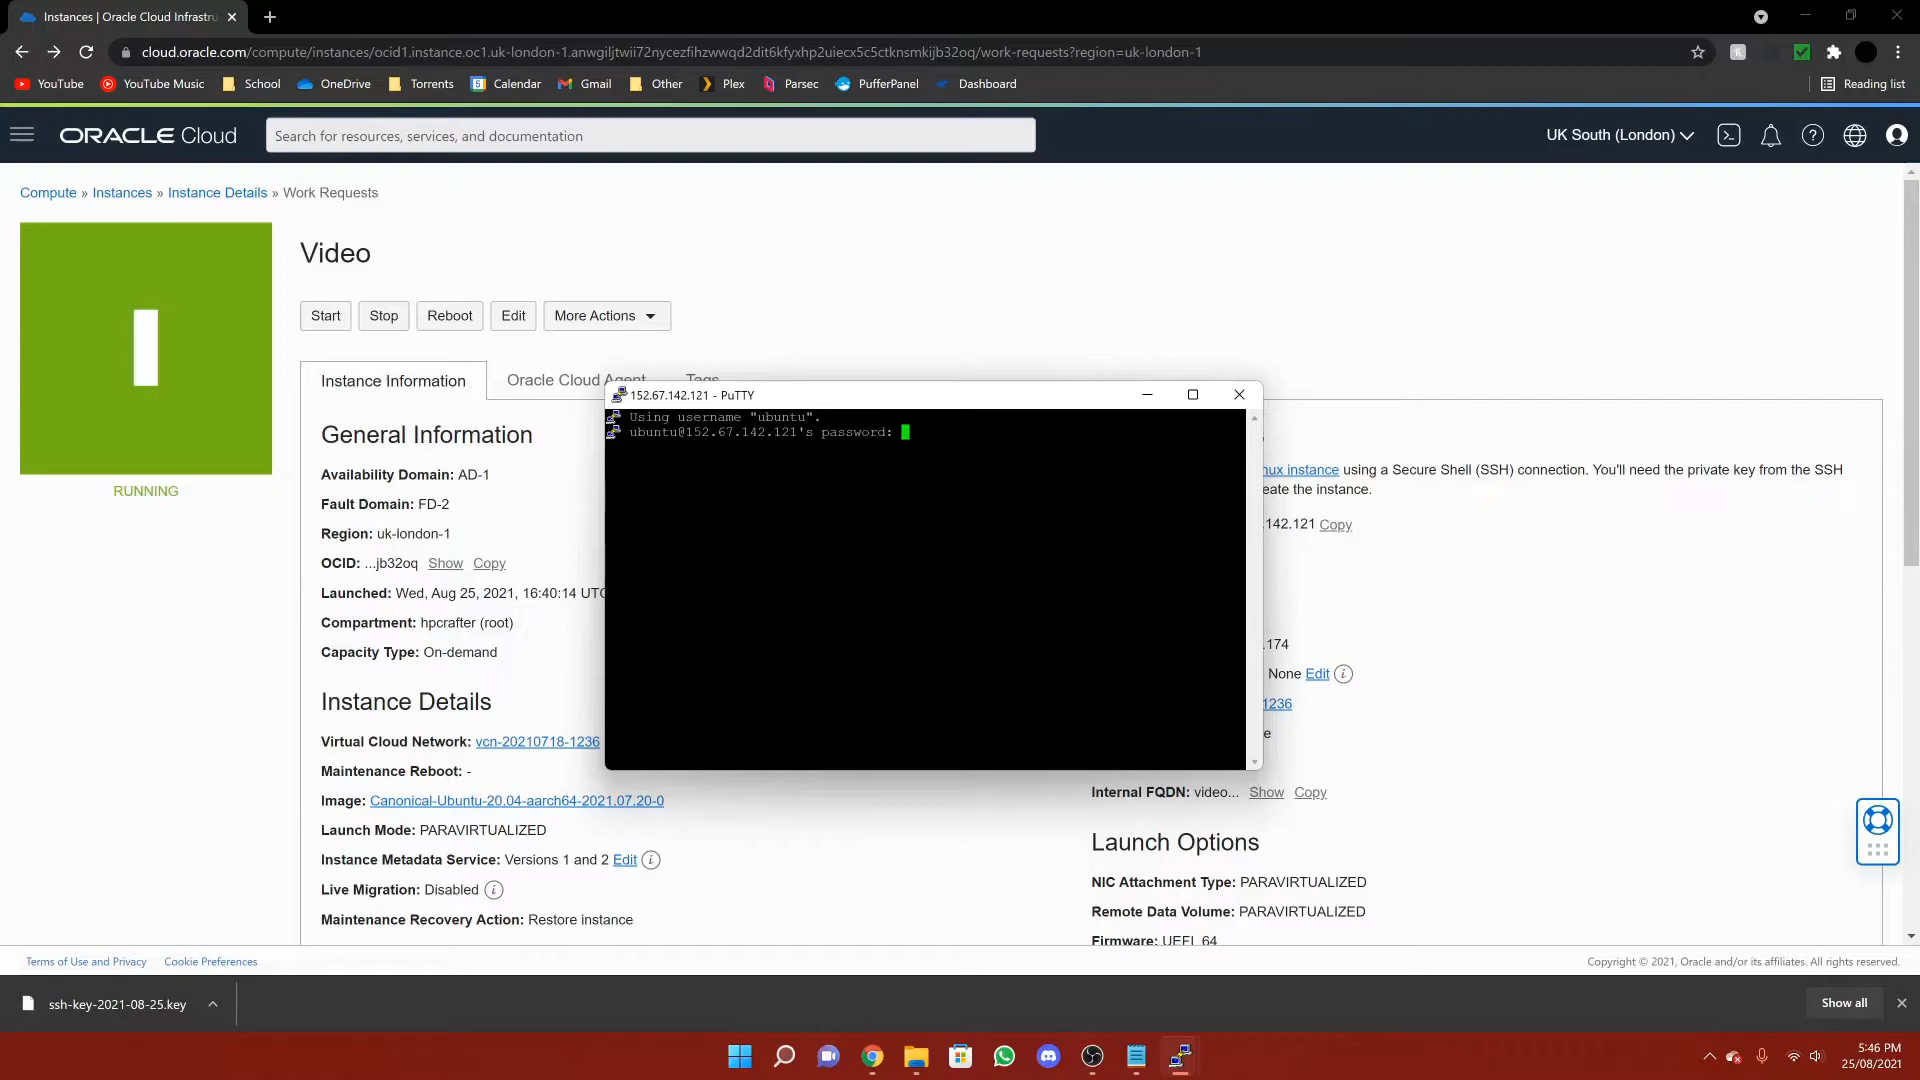 Instances | Oracle Cloud Infrastru
cloud.oracle.com/compute/instances/ocid1.instance.oc1.uk-london-1.anwgiljtwii72nycezfihzwwqd2dit6kfyxhp2uiecx5c5ctknsmkijb32oq/work-requests?region=uk-london-1
YouTube YouTube Music School OneDrive Torrents Calendar Gmail Other Plex Parsec PufferPanel Dashboard Reading list
ORACLE Cloud Search for resources, services, and documentation UK South (London)
Compute » Instances » Instance Details » Work Requests
Video
Start Stop Reboot Edit More Actions
Instance Information Oracle Cloud Agent Tags
152.67.142.121 - PuTTY
Using username "ubuntu".
ubuntu@152.67.142.121's password:
RUNNING
General Information
Availability Domain: AD-1
Fault Domain: FD-2
Region: uk-london-1
OCID: ...jb32oq Show Copy
Launched: Wed, Aug 25, 2021, 16:40:14 UTC
Compartment: hpcrafter (root)
Capacity Type: On-demand
Instance Details
Virtual Cloud Network: vcn-20210718-1236
Maintenance Reboot: -
Image: Canonical-Ubuntu-20.04-aarch64-2021.07.20-0
Launch Mode: PARAVIRTUALIZED
Instance Metadata Service: Versions 1 and 2 Edit
Live Migration: Disabled
Maintenance Recovery Action: Restore instance
nux instance using a Secure Shell (SSH) connection. You'll need the private key from the SSH
eate the instance.
.142.121 Copy
.174
None Edit
1236
e
Internal FQDN: video... Show Copy
Launch Options
NIC Attachment Type: PARAVIRTUALIZED
Remote Data Volume: PARAVIRTUALIZED
Firmware: UEFI_64
Terms of Use and Privacy Cookie Preferences
Copyright © 2021, Oracle and/or its affiliates. All rights reserved.
ssh-key-2021-08-25.key
Show all
5:46 PM
25/08/2021